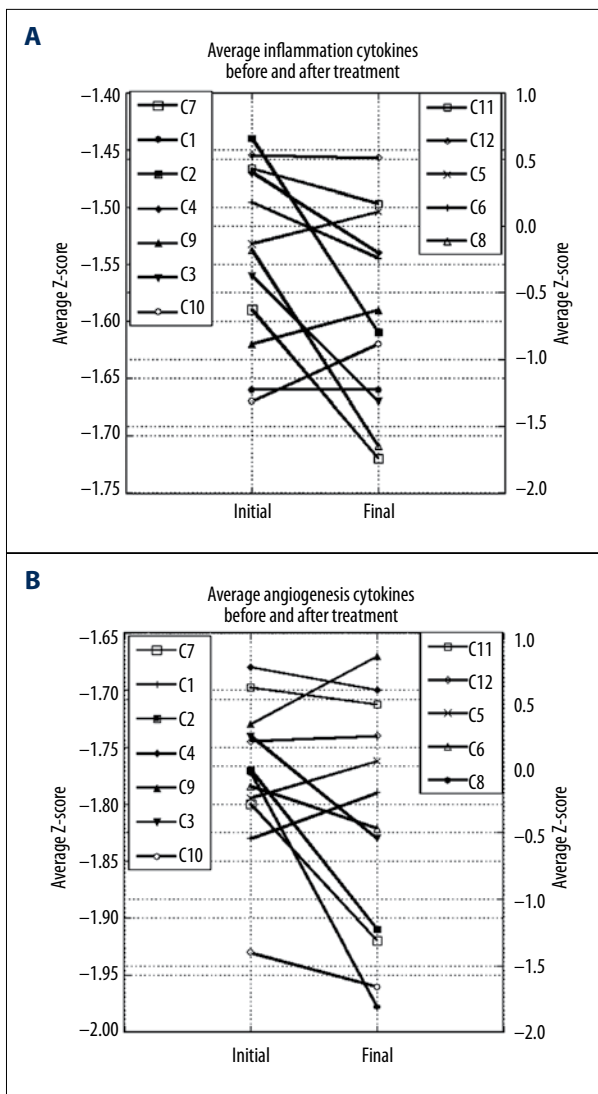 A
Average inflammation cytokines
before and after treatment
Average Z-score
–1.40
–1.45
–1.50
–1.55
–1.60
–1.65
–1.70
–1.75
C7
C1
C2
C4
C9
C3
C10
C11
C12
C5
C6
C8
1.0
0.5
0.0
–0.5
–1.0
–1.5
–2.0
Average Z-score
Initial Final
B
Average angiogenesis cytokines
before and after treatment
Average Z-score
–1.65
–1.70
–1.75
–1.80
–1.85
–1.90
–1.95
–2.00
C7
C1
C2
C4
C9
C3
C10
C11
C12
C5
C6
C8
1.0
0.5
0.0
–0.5
–1.0
–1.5
–2.0
Average Z-score
Initial Final